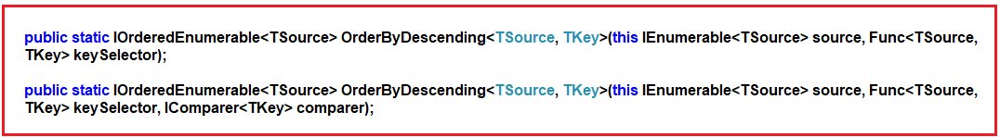 public static IOrderedEnumerable<TSource> OrderByDescending<TSource, TKey>(this IEnumerable<TSource> source, Func<TSource,
TKey> keySelector);
public static IOrderedEnumerable<TSource> OrderByDescending<TSource, TKey>(this IEnumerable<TSource> source, Func<TSource,
TKey> keySelector, IComparer<TKey> comparer);